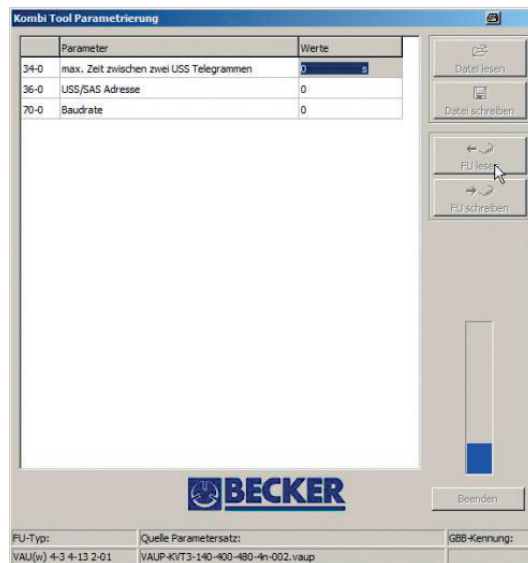 Kombi Tool Parametrierung
Parameter Werte
34-0 max. Zeit zwischen zwei USS Telegrammen 0 s
36-0 USS/SAS Adresse 0
70-0 Baudrate 0
Datei lesen
Datei schreiben
FU lesen
FU schreiben
BECKER
Beenden
FU-Typ: Quelle Parametersatz: GBB-Kennung:
VAU(w) 4-3 4-13 2-01 VAUP-KVT3-140-400-480-4n-002.vaup